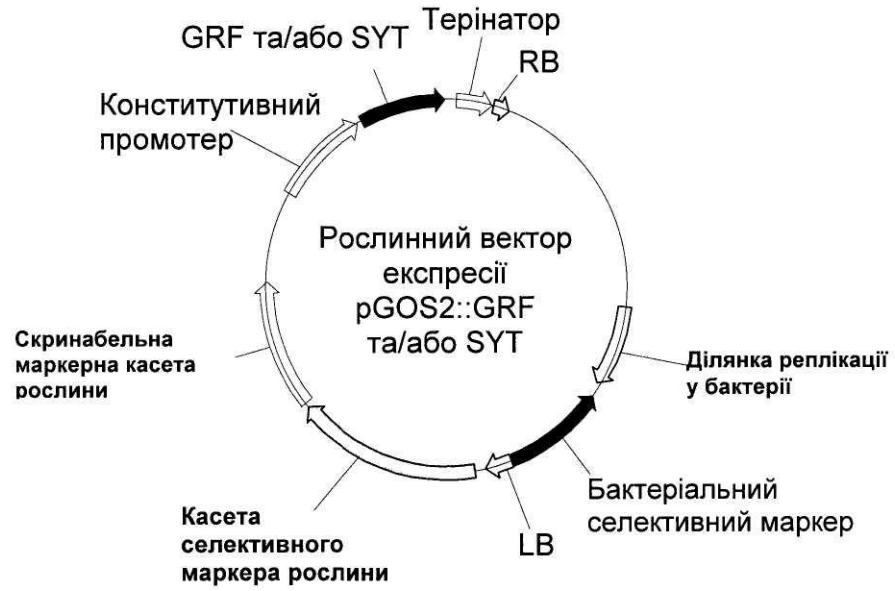 GRF та/або SYT
Терінатор
RB
Конститутивний
промотер
Рослинний вектор
експресії
pGOS2::GRF
та/або SYT
Скринабельна
маркерна касета
рослини
Ділянка реплікації
у бактерії
Бактеріальний
селективний маркер
LB
Касета
селективного
маркера рослини